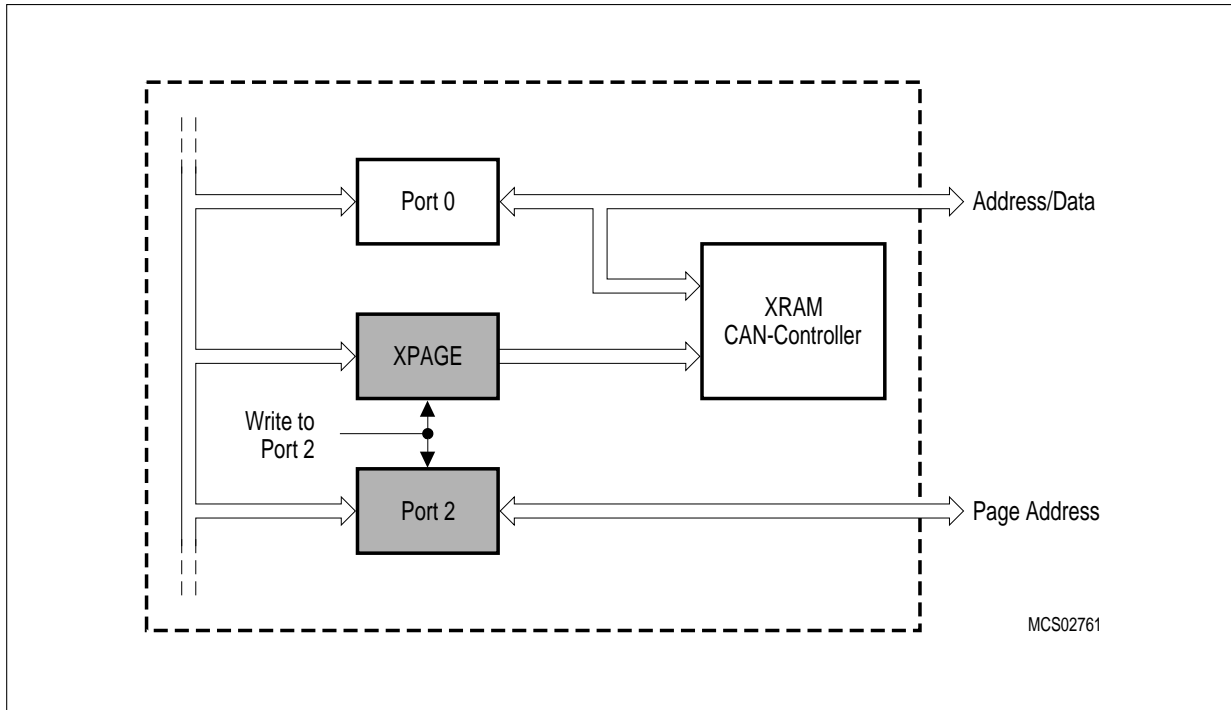 Port 0
Address/Data
XRAM
CAN-Controller
XPAGE
Write to
Port 2
Port 2
Page Address
MCS02761